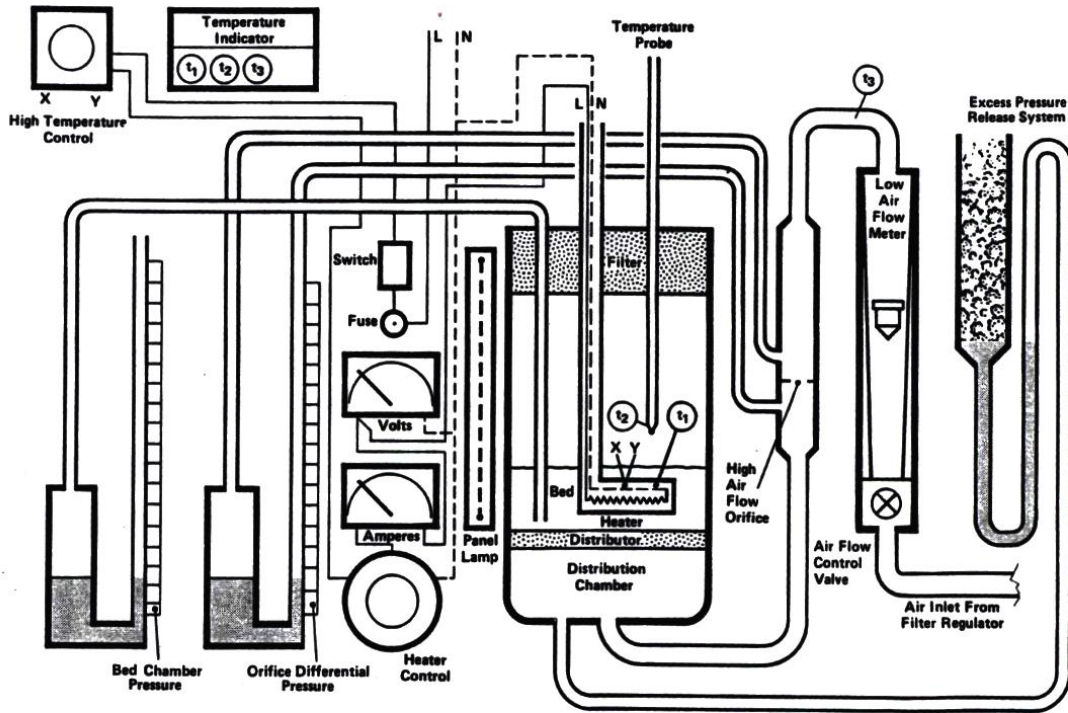 L N
Temperature
Indicator
t1 t2 t3
X Y
High Temperature
Control
Temperature
Probe
L N
t3
Excess Pressure
Release System
Low
Air
Flow
Meter
Filter
Switch
Fuse
Volts
t2 t1
X Y
Bed
Heater
High
Air
Flow
Orifice
Amperes
Distributor
Panel
Lamp
Distribution
Chamber
Air Flow
Control
Valve
Air Inlet From
Filter Regulator
Bed Chamber
Pressure
Orifice Differential
Pressure
Heater
Control